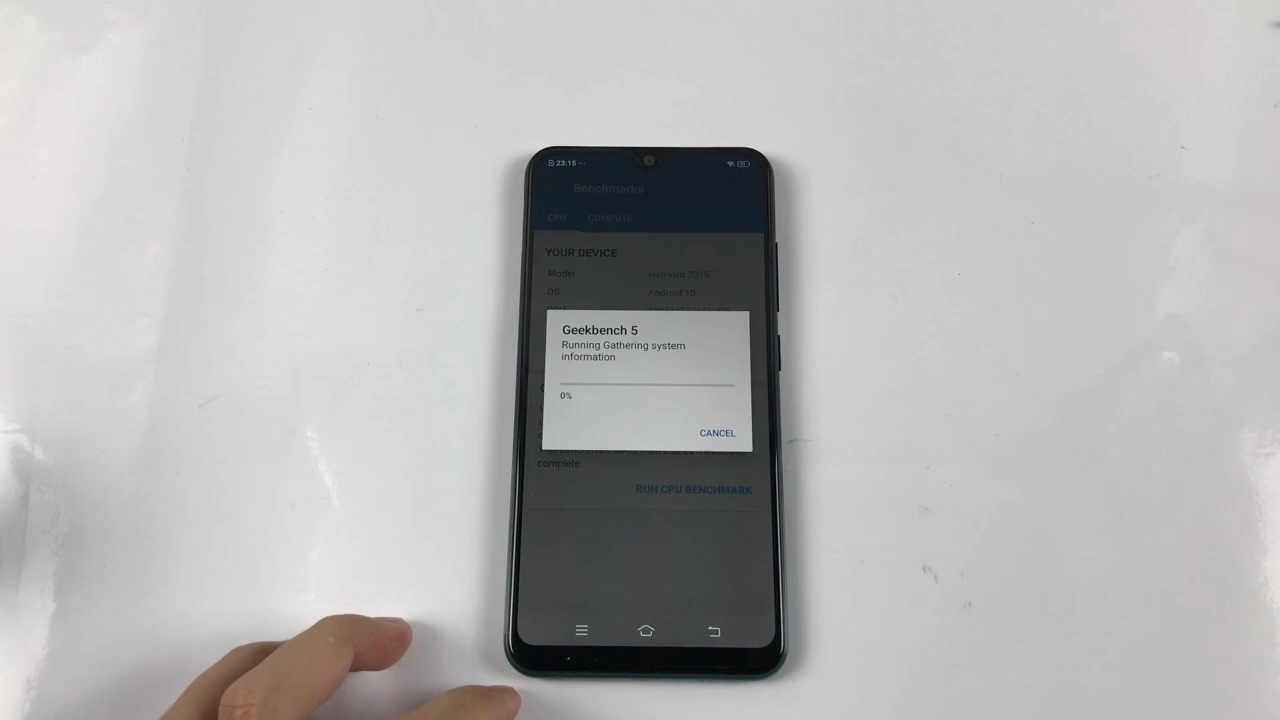 23:15 ···
Benchmarks
CPU COMPUTE
YOUR DEVICE
Model vivo vivo 2015
OS Android 10
Geekbench 5
Running Gathering system
information
0%
CANCEL
complete
RUN CPU BENCHMARK